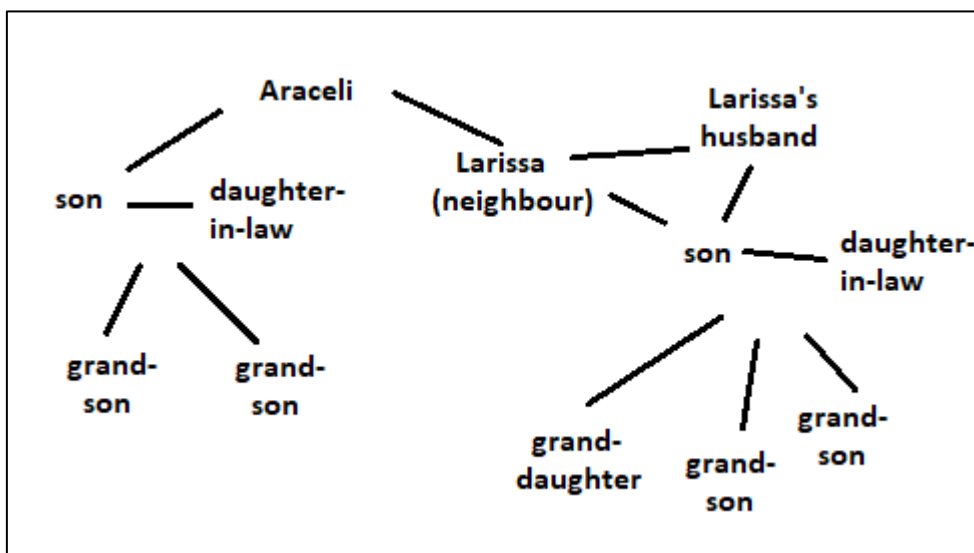 Araceli
Larissa's
husband
Larissa
(neighbour)
son
daughter-
in-law
son
daughter-
in-law
grand-
son
grand-
son
grand-
daughter
grand-
son
grand-
son